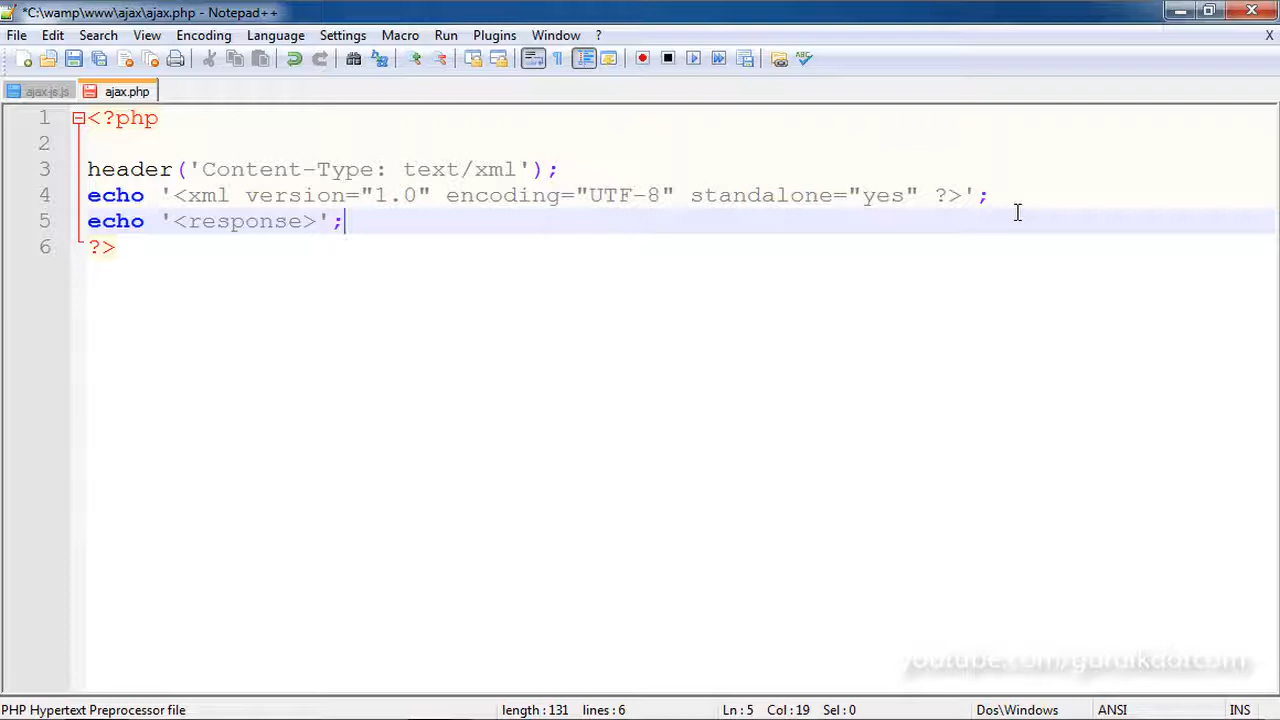 *C:\wamp\www\ajax\ajax.php - Notepad++
File Edit Search View Encoding Language Settings Macro Run Plugins Window ? X
ajax-js.js ajax.php
1 <?php
2
3 header('Content-Type: text/xml');
4 echo '<xml version="1.0" encoding="UTF-8" standalone="yes" ?>';
5 echo '<response>';
6 ?>
youtube.com/gurutkdotcom
PHP Hypertext Preprocessor file length:131 lines:6 Ln:5 Col:19 Sel:0 Dos\Windows ANSI INS